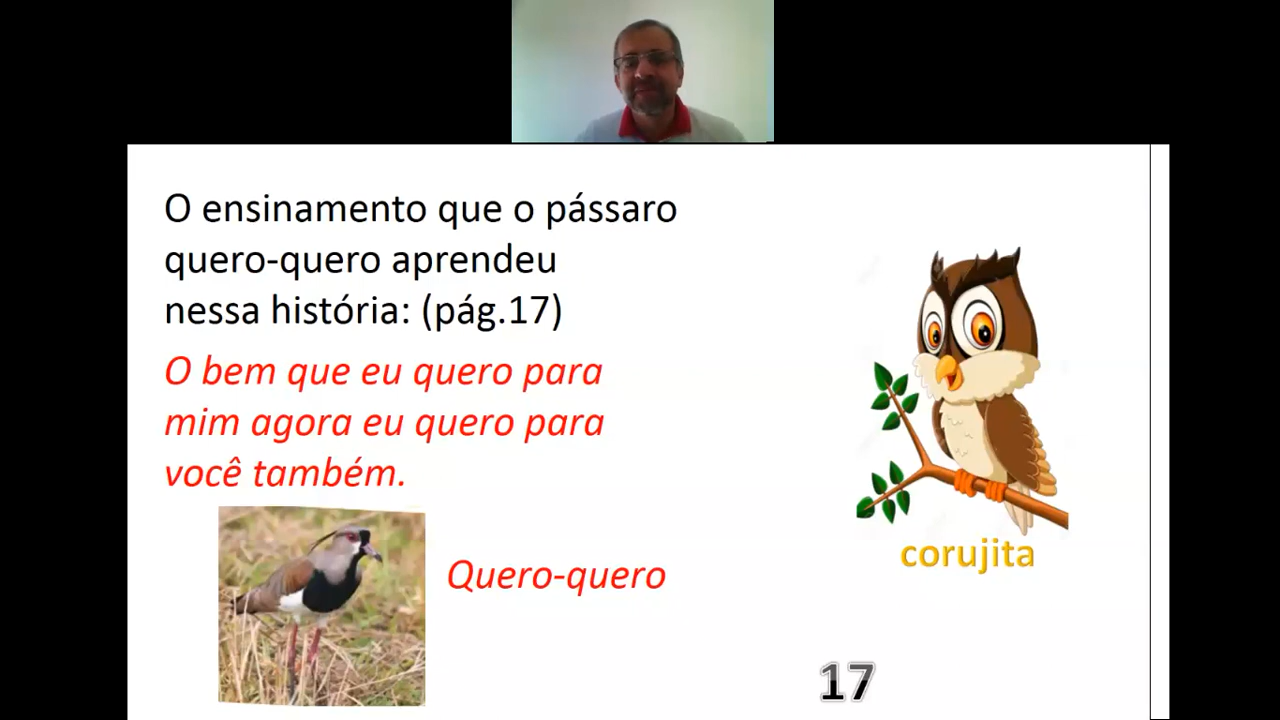 O ensinamento que o pássaro
quero-quero aprendeu
nessa história: (pág.17)
O bem que eu quero para
mim agora eu quero para
você também.
corujita
Quero-quero
17